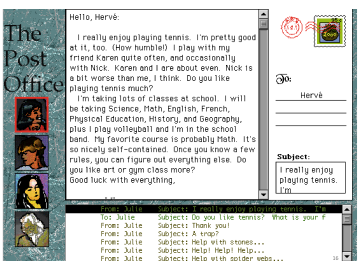 The
Post
Office
Hello, Hervé:
I really enjoy playing tennis. I'm pretty good
at it, too. (How humble!) I play with my
friend Karen quite often, and occasionally
with Nick. Karen and I are about even. Nick is
a bit worse than me, I think. Do you like
playing tennis much?
I'm taking lots of classes at school. I will
be taking Science, Math, English, French,
Physical Education, History, and Geography,
plus I play volleyball and I'm in the school
band. My favorite course is probably Math. It's
so nicely self-contained. Once you know a few
rules, you can figure out everything else. Do
you like art or gym class more?
Good luck with everything,
To:
Hervé
Subject:
I really enjoy
playing tennis.
I'm
From: Julie Subject: I really enjoy playing tennis. I'm
To: Julie Subject: Do you like tennis? What is your f
From: Julie Subject: Thank you!
From: Julie Subject: A trap?
From: Julie Subject: Help with stones...
From: Julie Subject: Help! Help! Help...
From: Julie Subject: Help with spider webs...